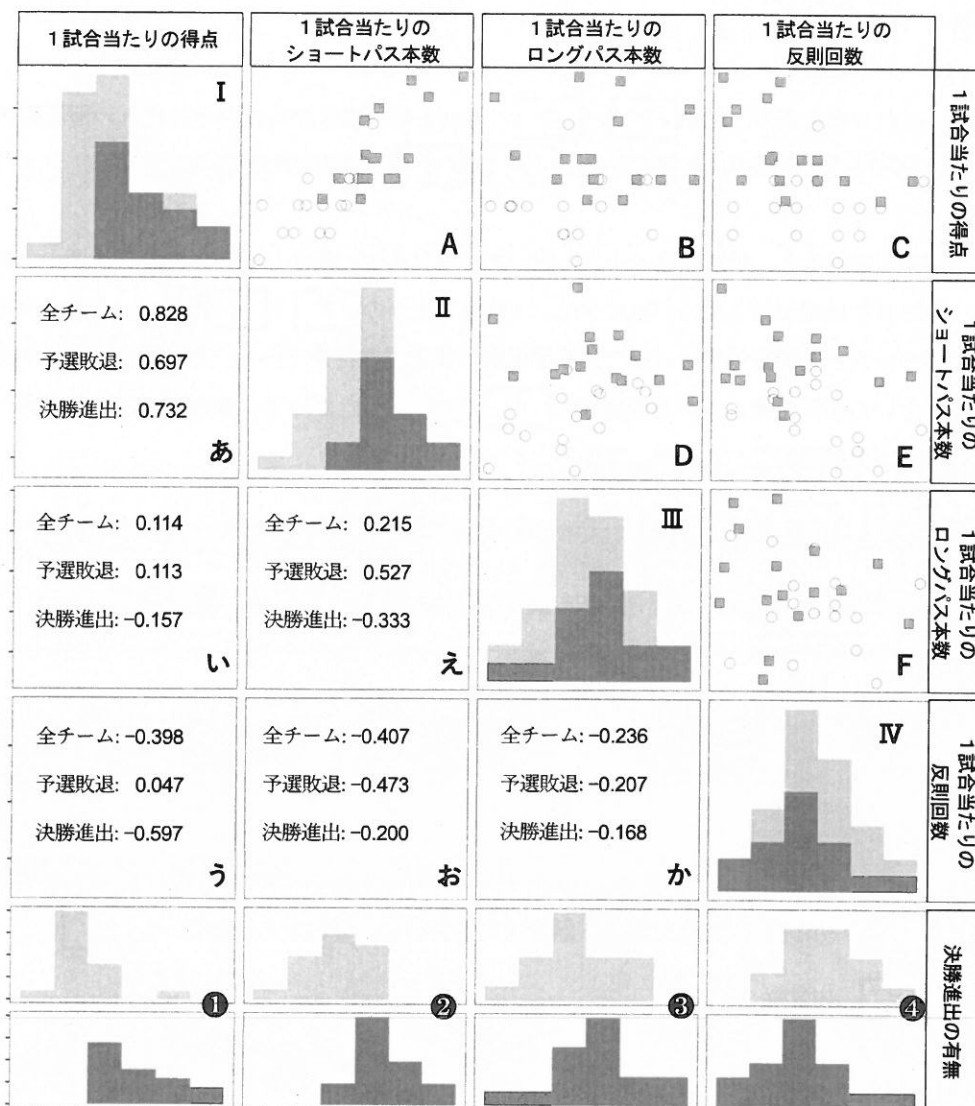 1試合当たりの得点
1試合当たりの
ショートパス本数
1試合当たりの
ロングパス本数
1試合当たりの
反則回数
I
A
B
C
1試合当たりの得点
全チーム: 0.828
予選敗退: 0.697
決勝進出: 0.732
あ
II
D
E
1試合当たりの
ショートパス本数
全チーム: 0.114
予選敗退: 0.113
決勝進出: -0.157
い
全チーム: 0.215
予選敗退: 0.527
決勝進出: -0.333
え
III
F
1試合当たりの
ロングパス本数
全チーム: -0.398
予選敗退: 0.047
決勝進出: -0.597
う
全チーム: -0.407
予選敗退: -0.473
決勝進出: -0.200
お
全チーム: -0.236
予選敗退: -0.207
決勝進出: -0.168
か
IV
1試合当たりの
反則回数
❶
❷
❸
❹
決勝進出の有無